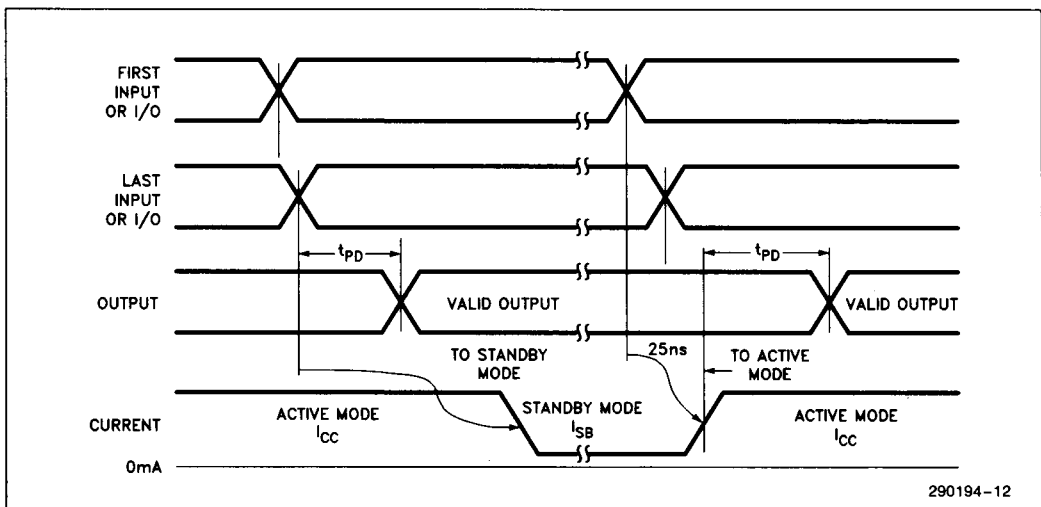 FIRST
INPUT
OR I/O
LAST
INPUT
OR I/O
tPD
tPD
OUTPUT
VALID OUTPUT
VALID OUTPUT
TO STANDBY
MODE
25ns
TO ACTIVE
MODE
CURRENT
ACTIVE MODE
ICC
STANDBY MODE
ISB
ACTIVE MODE
ICC
0mA
290194-12